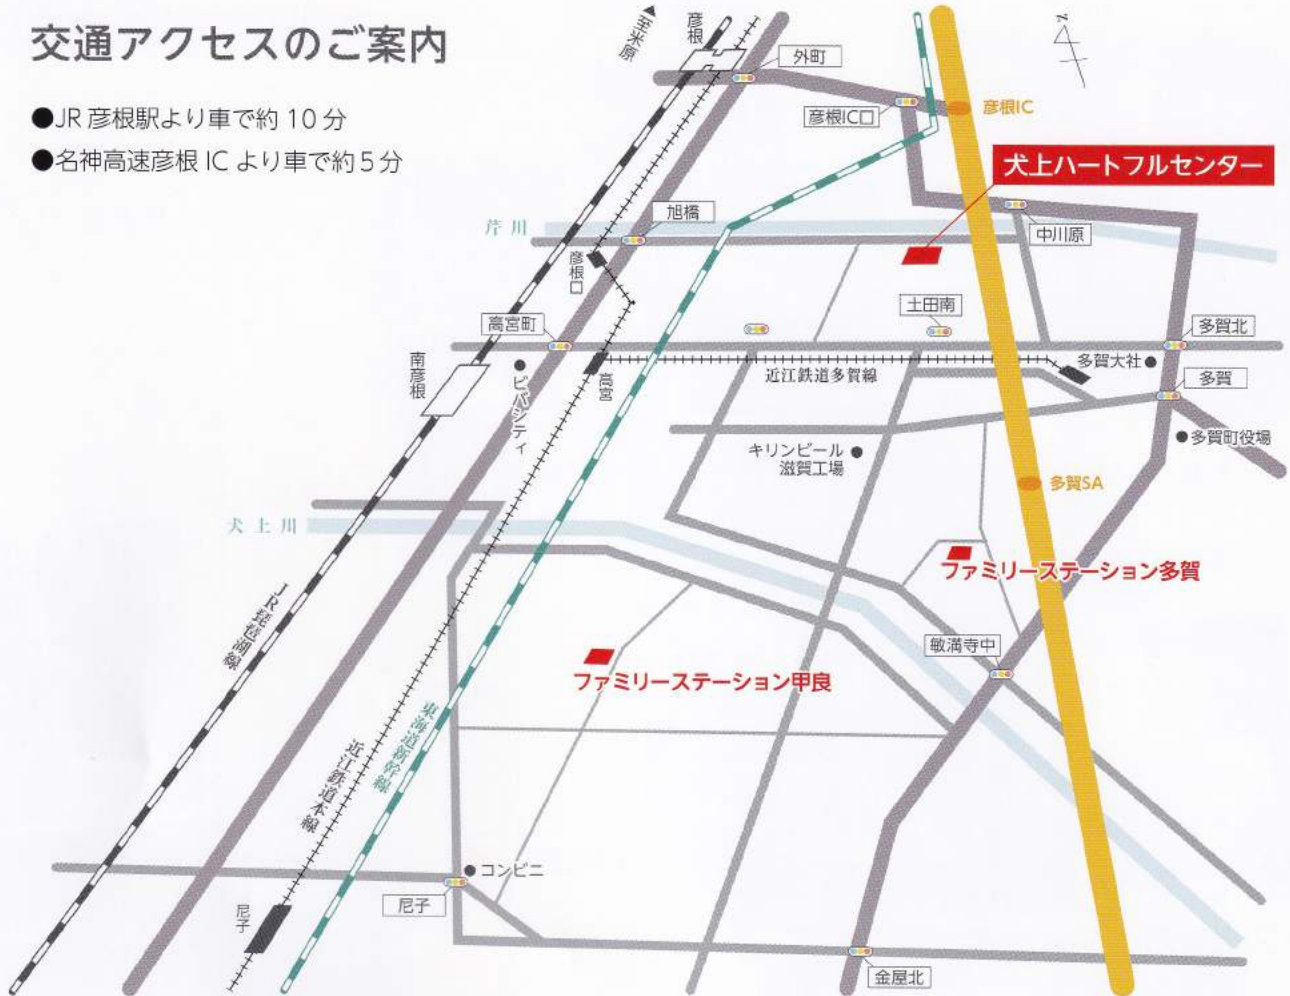 交通アクセスのご案内
●JR 彦根駅より車で約 10 分
●名神高速彦根 IC より車で約 5 分
至米原
彦根
外町
N
彦根IC口
彦根IC
犬上ハートフルセンター
芹川
旭橋
中川原
彦根口
高宮町
土田南
多賀北
南彦根
ビバシティ
高宮
近江鉄道多賀線
多賀大社
多賀
キリンビール
滋賀工場
多賀町役場
多賀SA
犬上川
ファミリーステーション多賀
JR琵琶湖線
敏満寺中
ファミリーステーション甲良
東海道新幹線
近江鉄道本線
コンビニ
尼子
尼子
金屋北